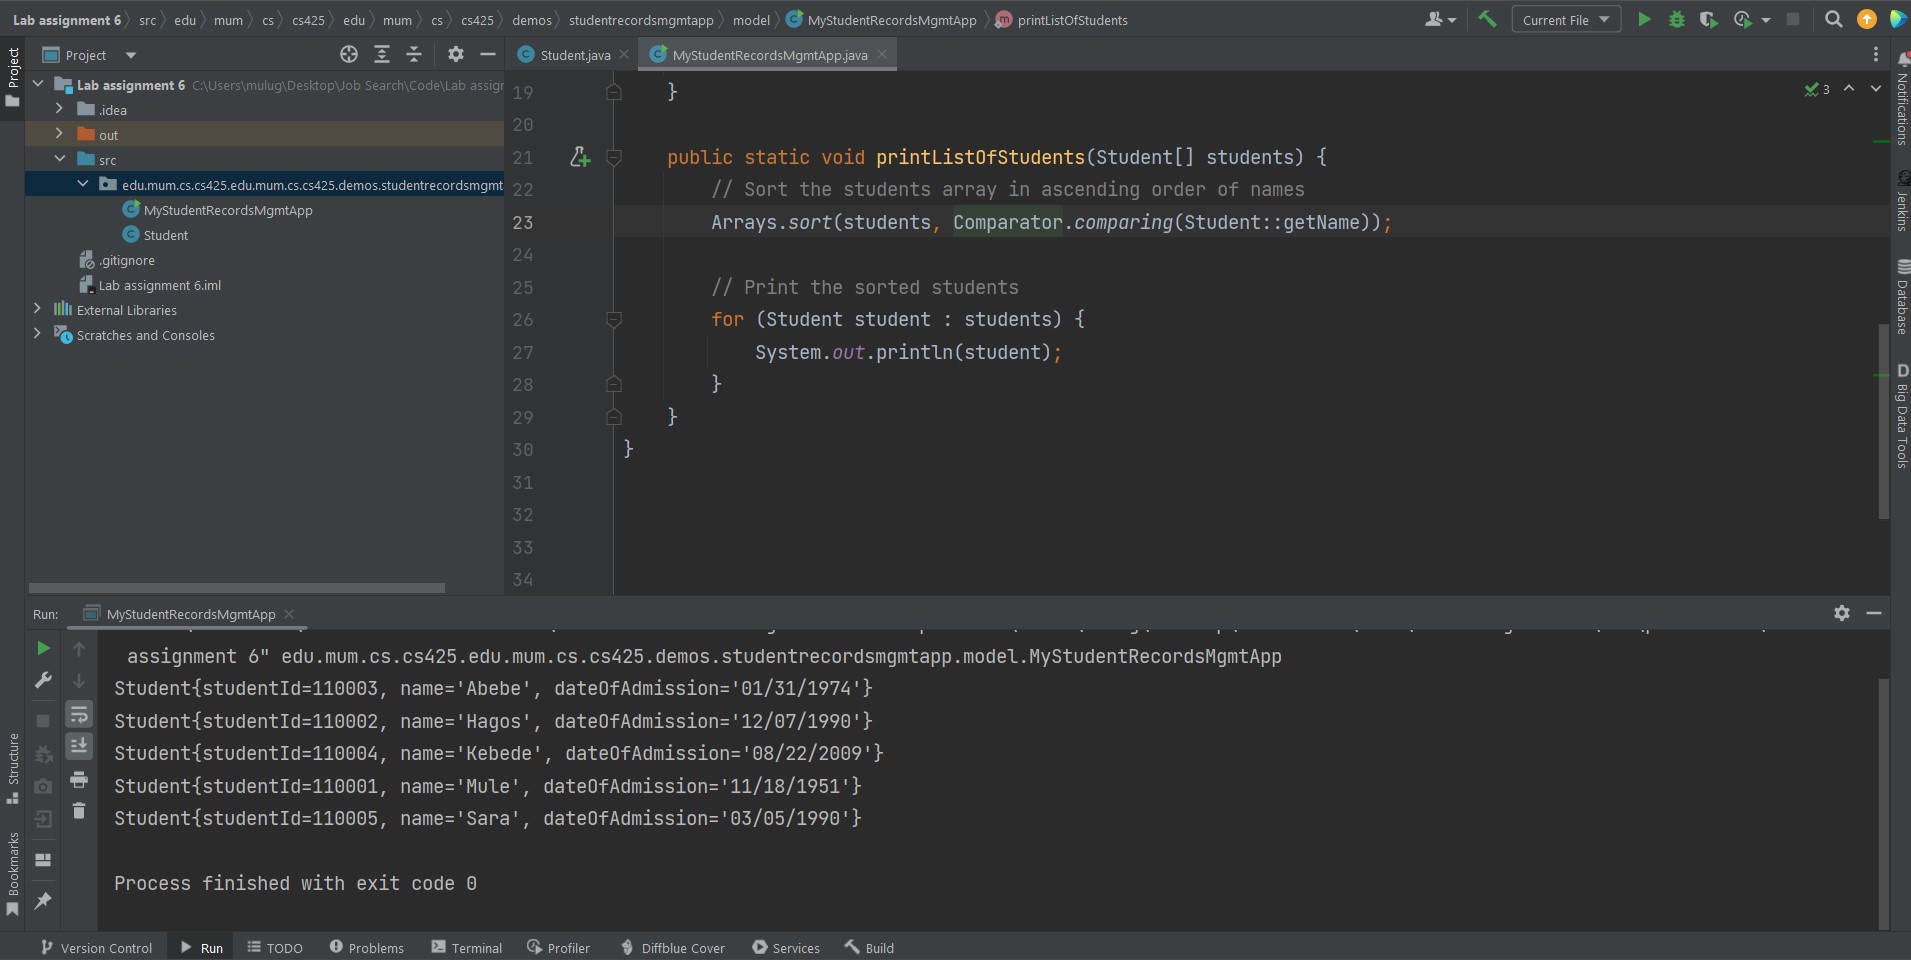 Lab assignment 6 src edu mum cs cs425 edu mum cs cs425 demos studentrecordsmgmtapp model MyStudentRecordsMgmtApp printListOfStudents Current File
Project
Student.java MyStudentRecordsMgmtApp.java
Project
Lab assignment 6 C:\Users\mulug\Desktop\Job Search\Code\Lab assigr
.idea
out
src
edu.mum.cs.cs425.edu.mum.cs.cs425.demos.studentrecordsmgmt
MyStudentRecordsMgmtApp
Student
.gitignore
Lab assignment 6.iml
External Libraries
Scratches and Consoles
3
19 }
20
21 public static void printListOfStudents(Student[] students) {
22 // Sort the students array in ascending order of names
23 Arrays.sort(students, Comparator.comparing(Student::getName));
24
25 // Print the sorted students
26 for (Student student : students) {
27 System.out.println(student);
28 }
29 }
30 }
31
32
33
34
Notifications
Jenkins
Database
D Big Data Tools
Run: MyStudentRecordsMgmtApp
assignment 6" edu.mum.cs.cs425.edu.mum.cs.cs425.demos.studentrecordsmgmtapp.model.MyStudentRecordsMgmtApp
Student{studentId=110003, name='Abebe', dateOfAdmission='01/31/1974'}
Student{studentId=110002, name='Hagos', dateOfAdmission='12/07/1990'}
Student{studentId=110004, name='Kebede', dateOfAdmission='08/22/2009'}
Student{studentId=110001, name='Mule', dateOfAdmission='11/18/1951'}
Student{studentId=110005, name='Sara', dateOfAdmission='03/05/1990'}
Process finished with exit code 0
Structure
Bookmarks
Version Control Run TODO Problems Terminal Profiler Diffblue Cover Services Build